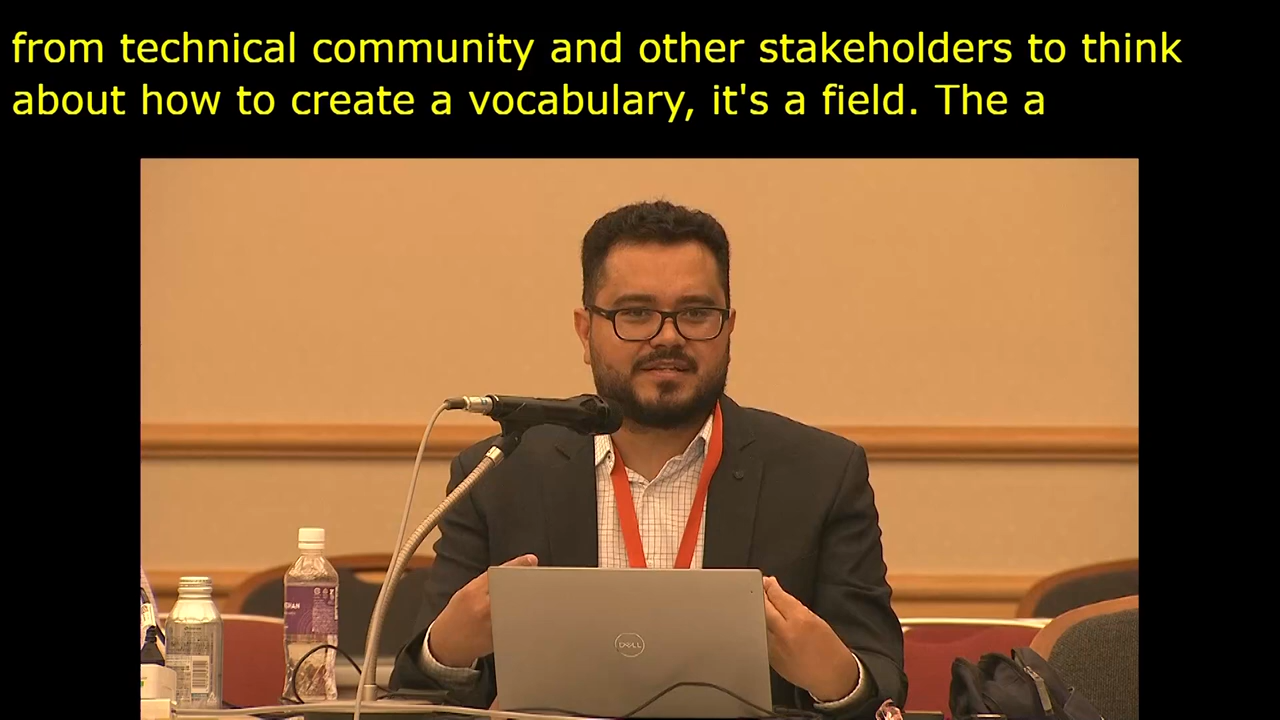 from technical community and other stakeholders to think
about how to create a vocabulary, it's a field. The a
DELL